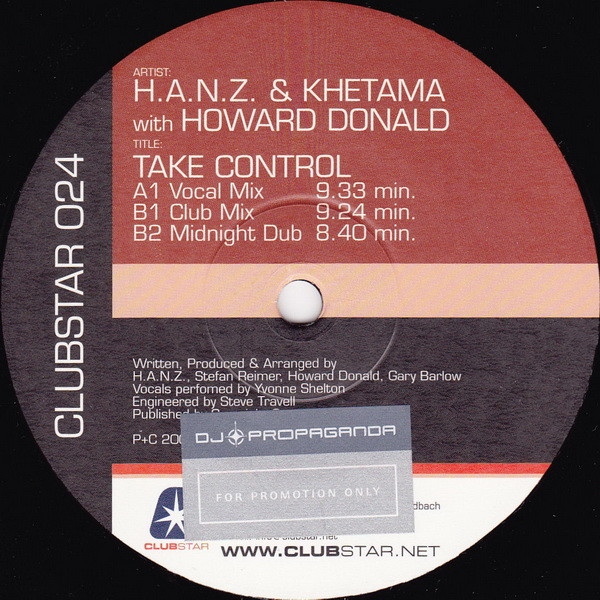 ARTIST:
H.A.N.Z. & KHETAMA
with HOWARD DONALD
TITLE:
TAKE CONTROL
A1 Vocal Mix 9.33 min.
B1 Club Mix 9.24 min.
B2 Midnight Dub 8.40 min.
CLUBSTAR 024
Written, Produced & Arranged by
H.A.N.Z., Stefan Reimer, Howard Donald, Gary Barlow
Vocals perfomed by Yvonne Shelton
Engineered by Steve Travell
Published
P+C
DJ PROPAGANDA
FOR PROMOTION ONLY
CLUBSTAR
WWW.CLUBSTAR.NET